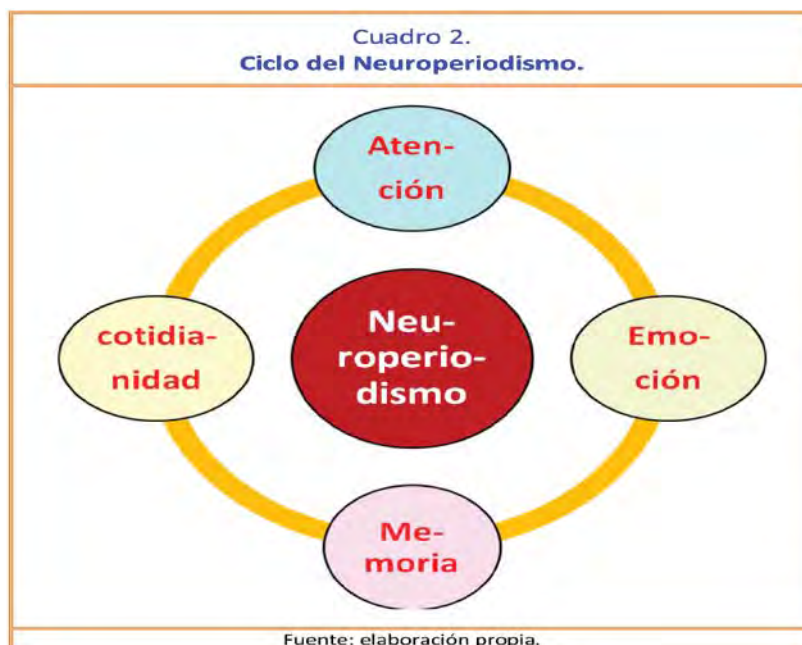 Cuadro 2.
Ciclo del Neuroperiodismo.
Aten-
ción
cotidia-
nidad
Neu-
roperio-
dismo
Emo-
ción
Me-
moria
Fuente: elaboración propia.